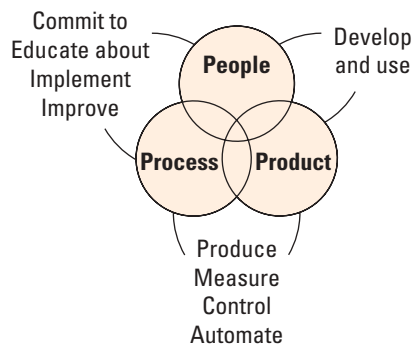 Commit to
Educate about
Implement
Improve
Develop
and use
People
Process
Product
Produce
Measure
Control
Automate